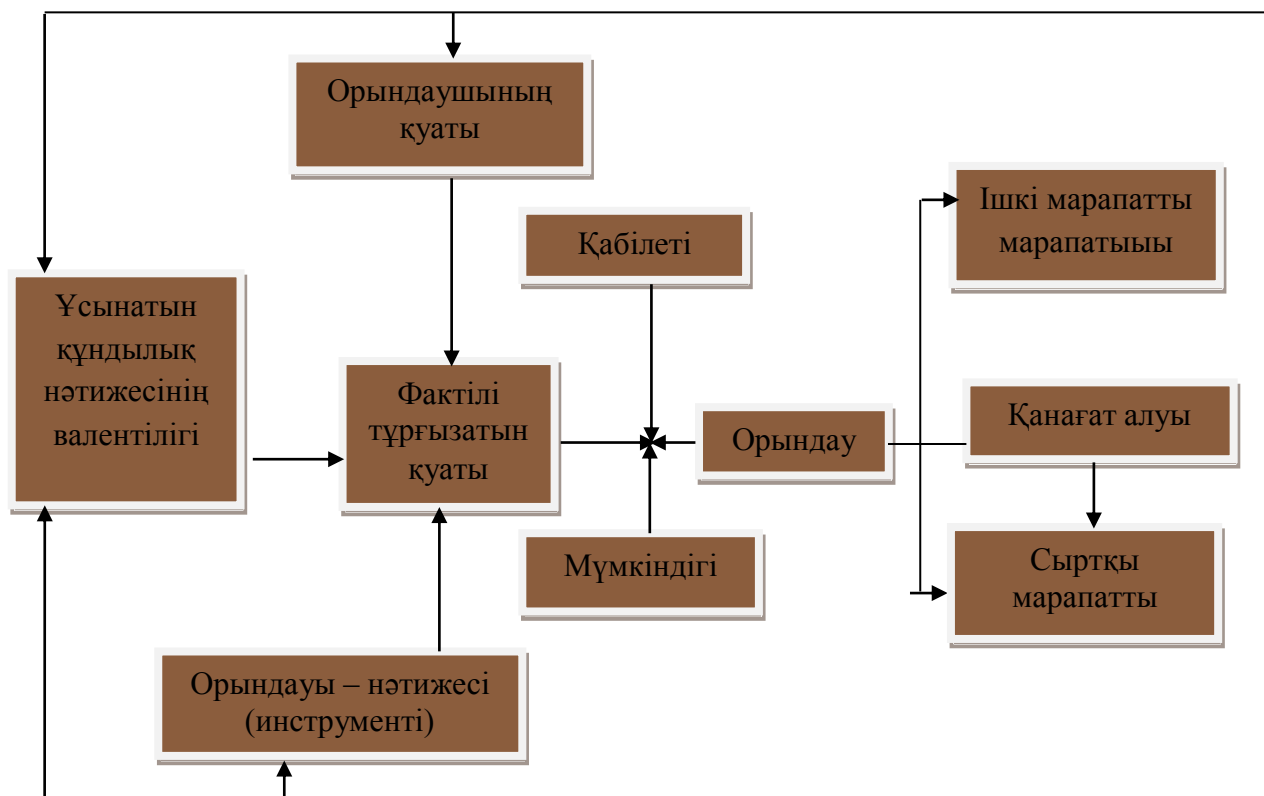 Орындаушының
қуаты
Ішкі марапатты
марапатыыы
Қабілеті
Ұсынатын
құндылық
нәтижесінің
валентілігі
Фактілі
тұрғызатын
қуаты
Орындау
Қанағат алуы
Мүмкіндігі
Сыртқы
марапатты
Орындауы – нәтижесі
(инструменті)